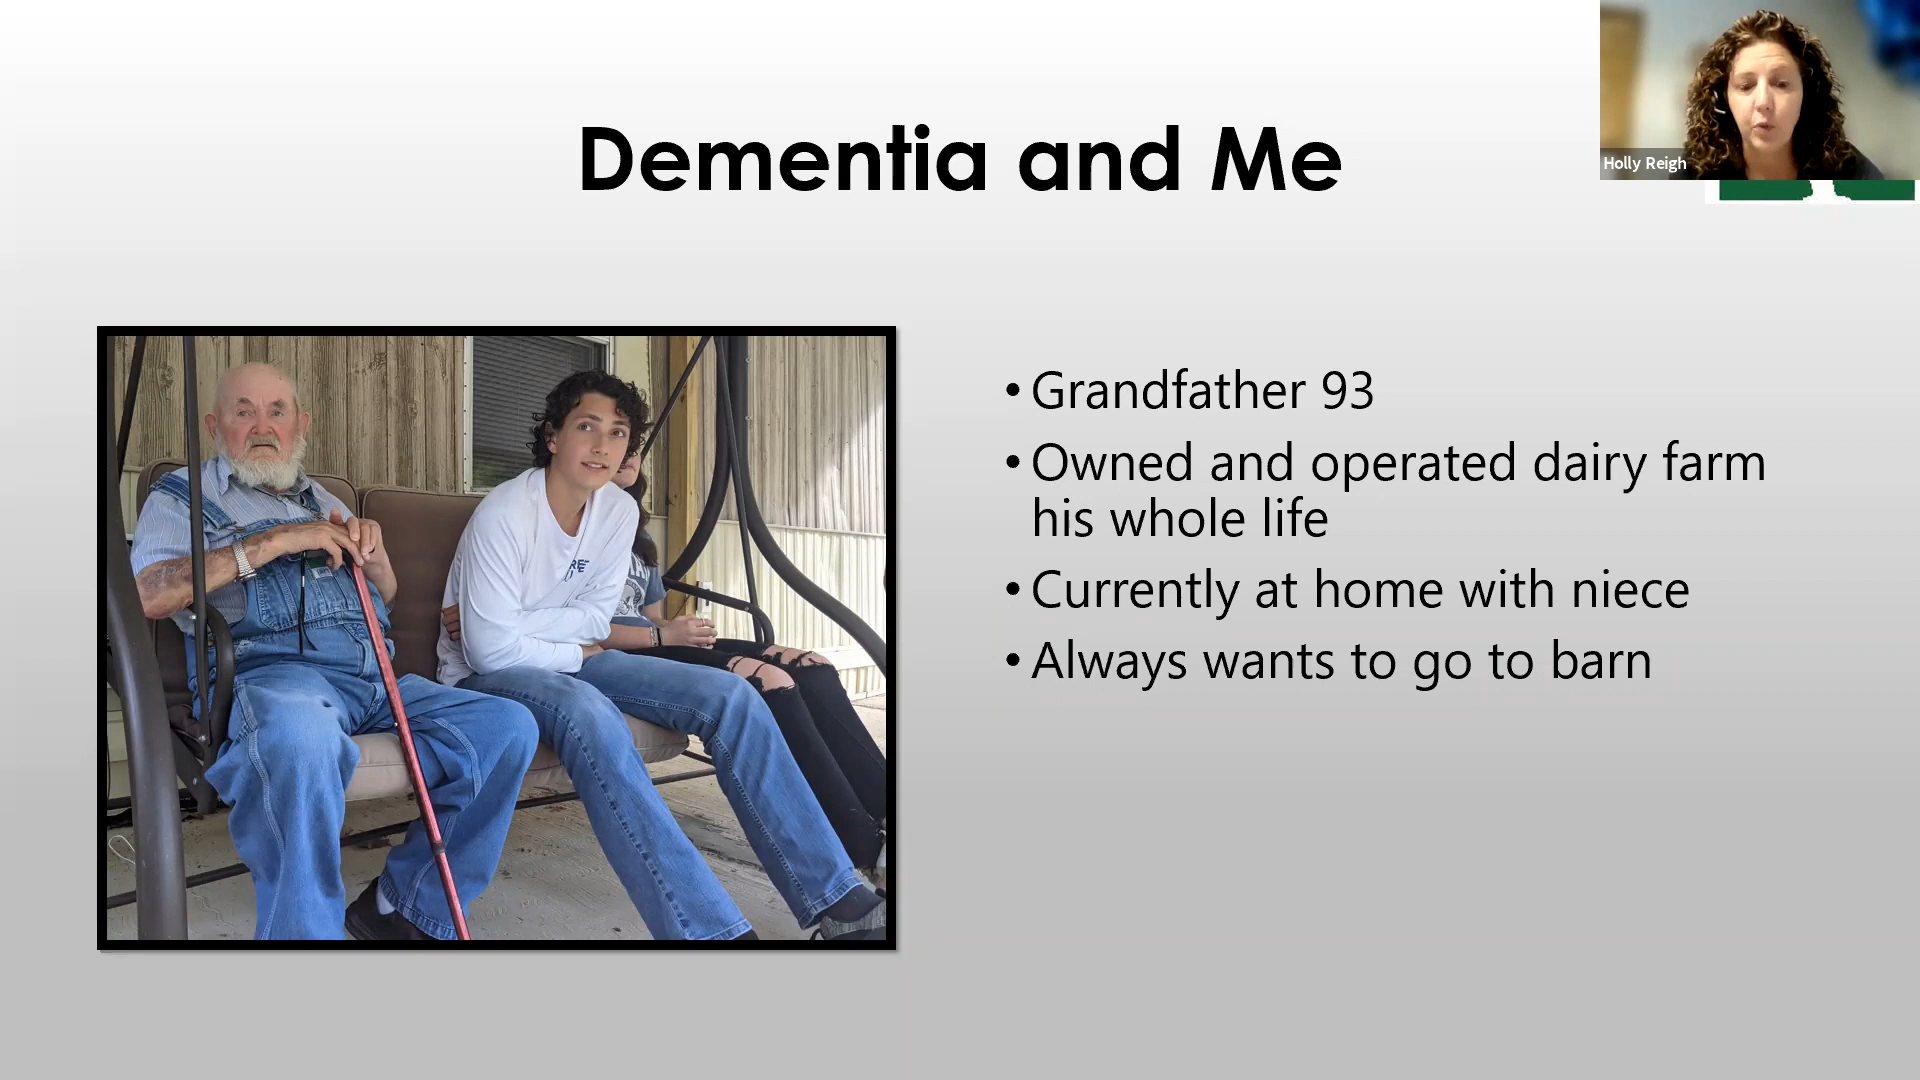 Dementia and Me
Holly Reigh
• Grandfather 93
• Owned and operated dairy farm
his whole life
• Currently at home with niece
• Always wants to go to barn